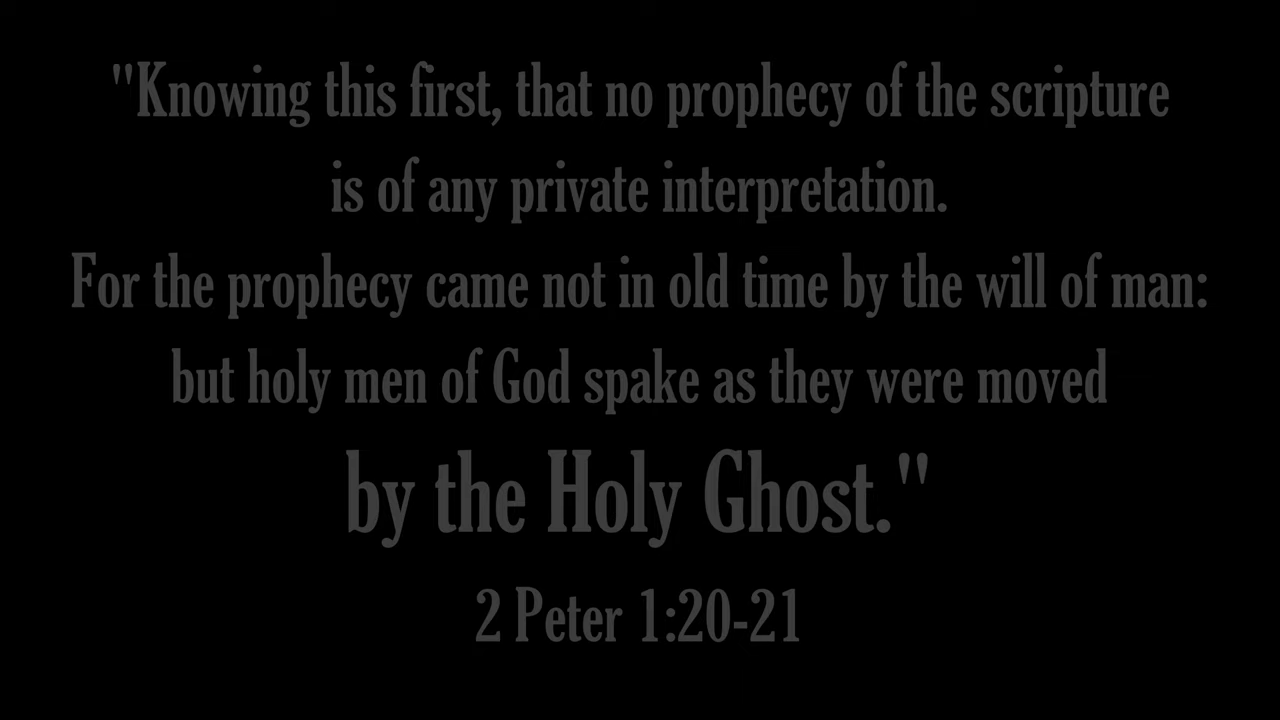 "Knowing this first, that no prophecy of the scripture
is of any private interpretation.
For the prophecy came not in old time by the will of man:
but holy men of God spake as they were moved
by the Holy Ghost."
2 Peter 1:20-21